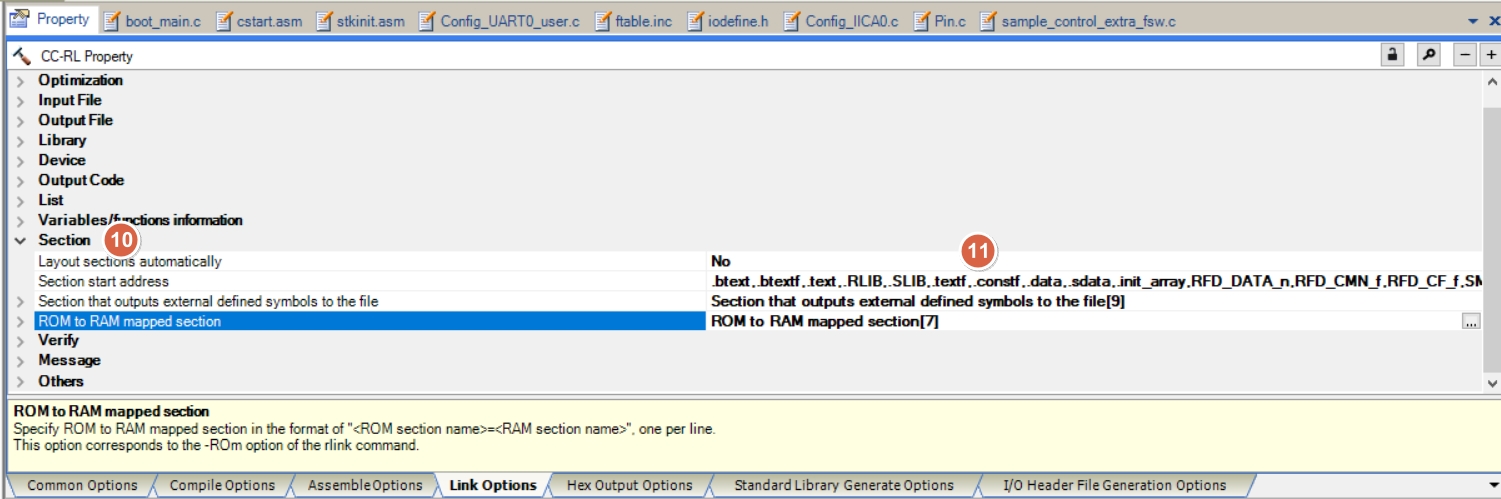 Property boot_main.c cstart.asm stkinit.asm Config_UART0_user.c ftable.inc iodefine.h Config_IICA0.c Pin.c sample_control_extra_fsw.c
CC-RL Property
Optimization
Input File
Output File
Library
Device
Output Code
List
Variables/functions information
Section 10
11
Layout sections automatically No
Section start address .btext,.btextf,.text,.RLIB,.SLIB,.textf,.constf,.data,.sdata,.init_array,RFD_DATA_n,RFD_CMN_f,RFD_CF_f,SM
Section that outputs external defined symbols to the file Section that outputs external defined symbols to the file[9]
ROM to RAM mapped section ROM to RAM mapped section[7] ...
Verify
Message
Others
ROM to RAM mapped section
Specify ROM to RAM mapped section in the format of "<ROM section name>=<RAM section name>", one per line.
This option corresponds to the -ROm option of the rlink command.
Common Options Compile Options Assemble Options Link Options Hex Output Options Standard Library Generate Options I/O Header File Generation Options